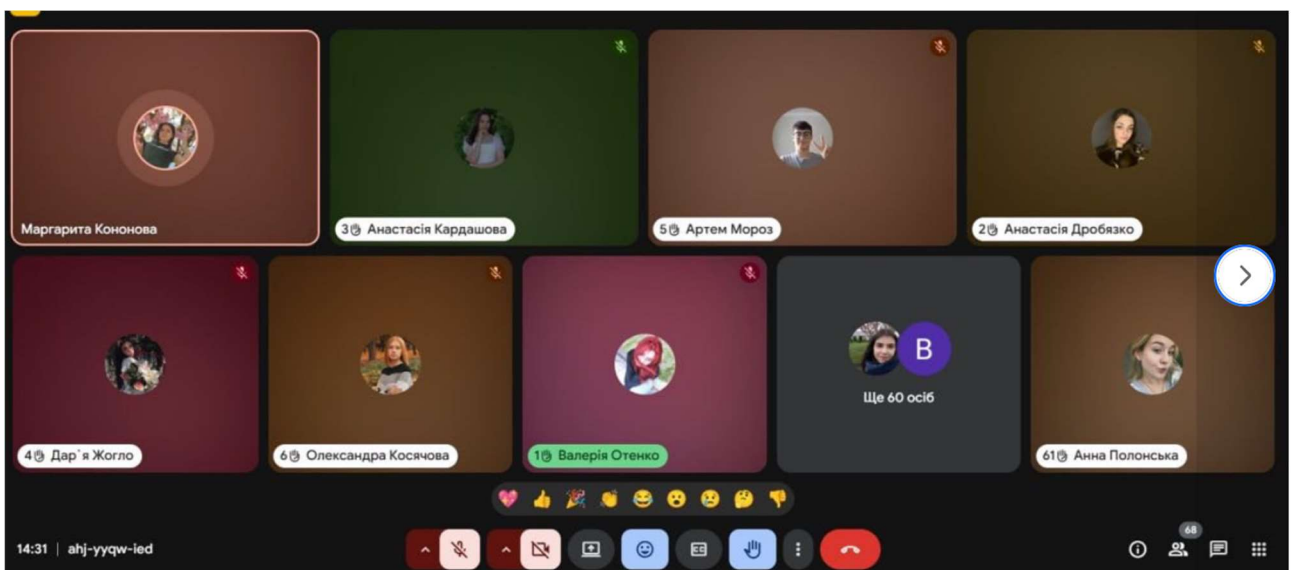 Маргарита Кононова
3 Анастасія Кардашова
5 Артем Мороз
2 Анастасія Дробязко
4 Дар`я Жогло
6 Олександра Косячова
1 Валерія Отенко
В
Ще 60 осіб
61 Анна Полонська
14:31 | ahj-yyqw-ied
CC
68